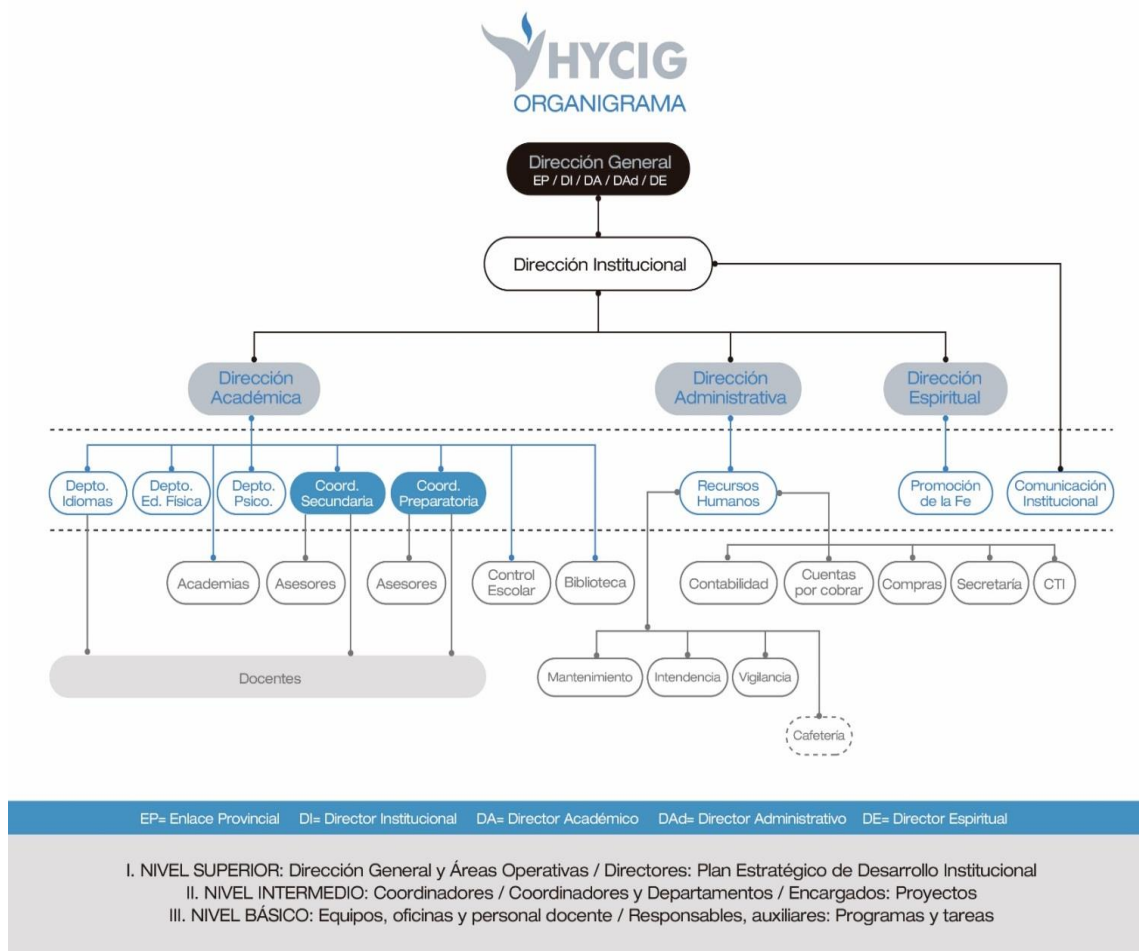 HYCIG
ORGANIGRAMA
Dirección General
EP / DI / DA / DAd / DE
Dirección Institucional
Dirección
Académica
Dirección
Administrativa
Dirección
Espiritual
Depto.
Idiomas
Depto.
Ed. Física
Depto.
Psico.
Coord.
Secundaria
Coord.
Preparatoria
Recursos
Humanos
Promoción
de la Fe
Comunicación
Institucional
Academias
Asesores
Asesores
Control
Escolar
Biblioteca
Contabilidad
Cuentas
por cobrar
Compras
Secretaría
CTI
Docentes
Mantenimiento
Intendencia
Vigilancia
Cafetería
EP= Enlace Provincial DI= Director Institucional DA= Director Académico DAd= Director Administrativo DE= Director Espiritual
I. NIVEL SUPERIOR: Dirección General y Áreas Operativas / Directores: Plan Estratégico de Desarrollo Institucional
II. NIVEL INTERMEDIO: Coordinadores / Coordinadores y Departamentos / Encargados: Proyectos
III. NIVEL BÁSICO: Equipos, oficinas y personal docente / Responsables, auxiliares: Programas y tareas